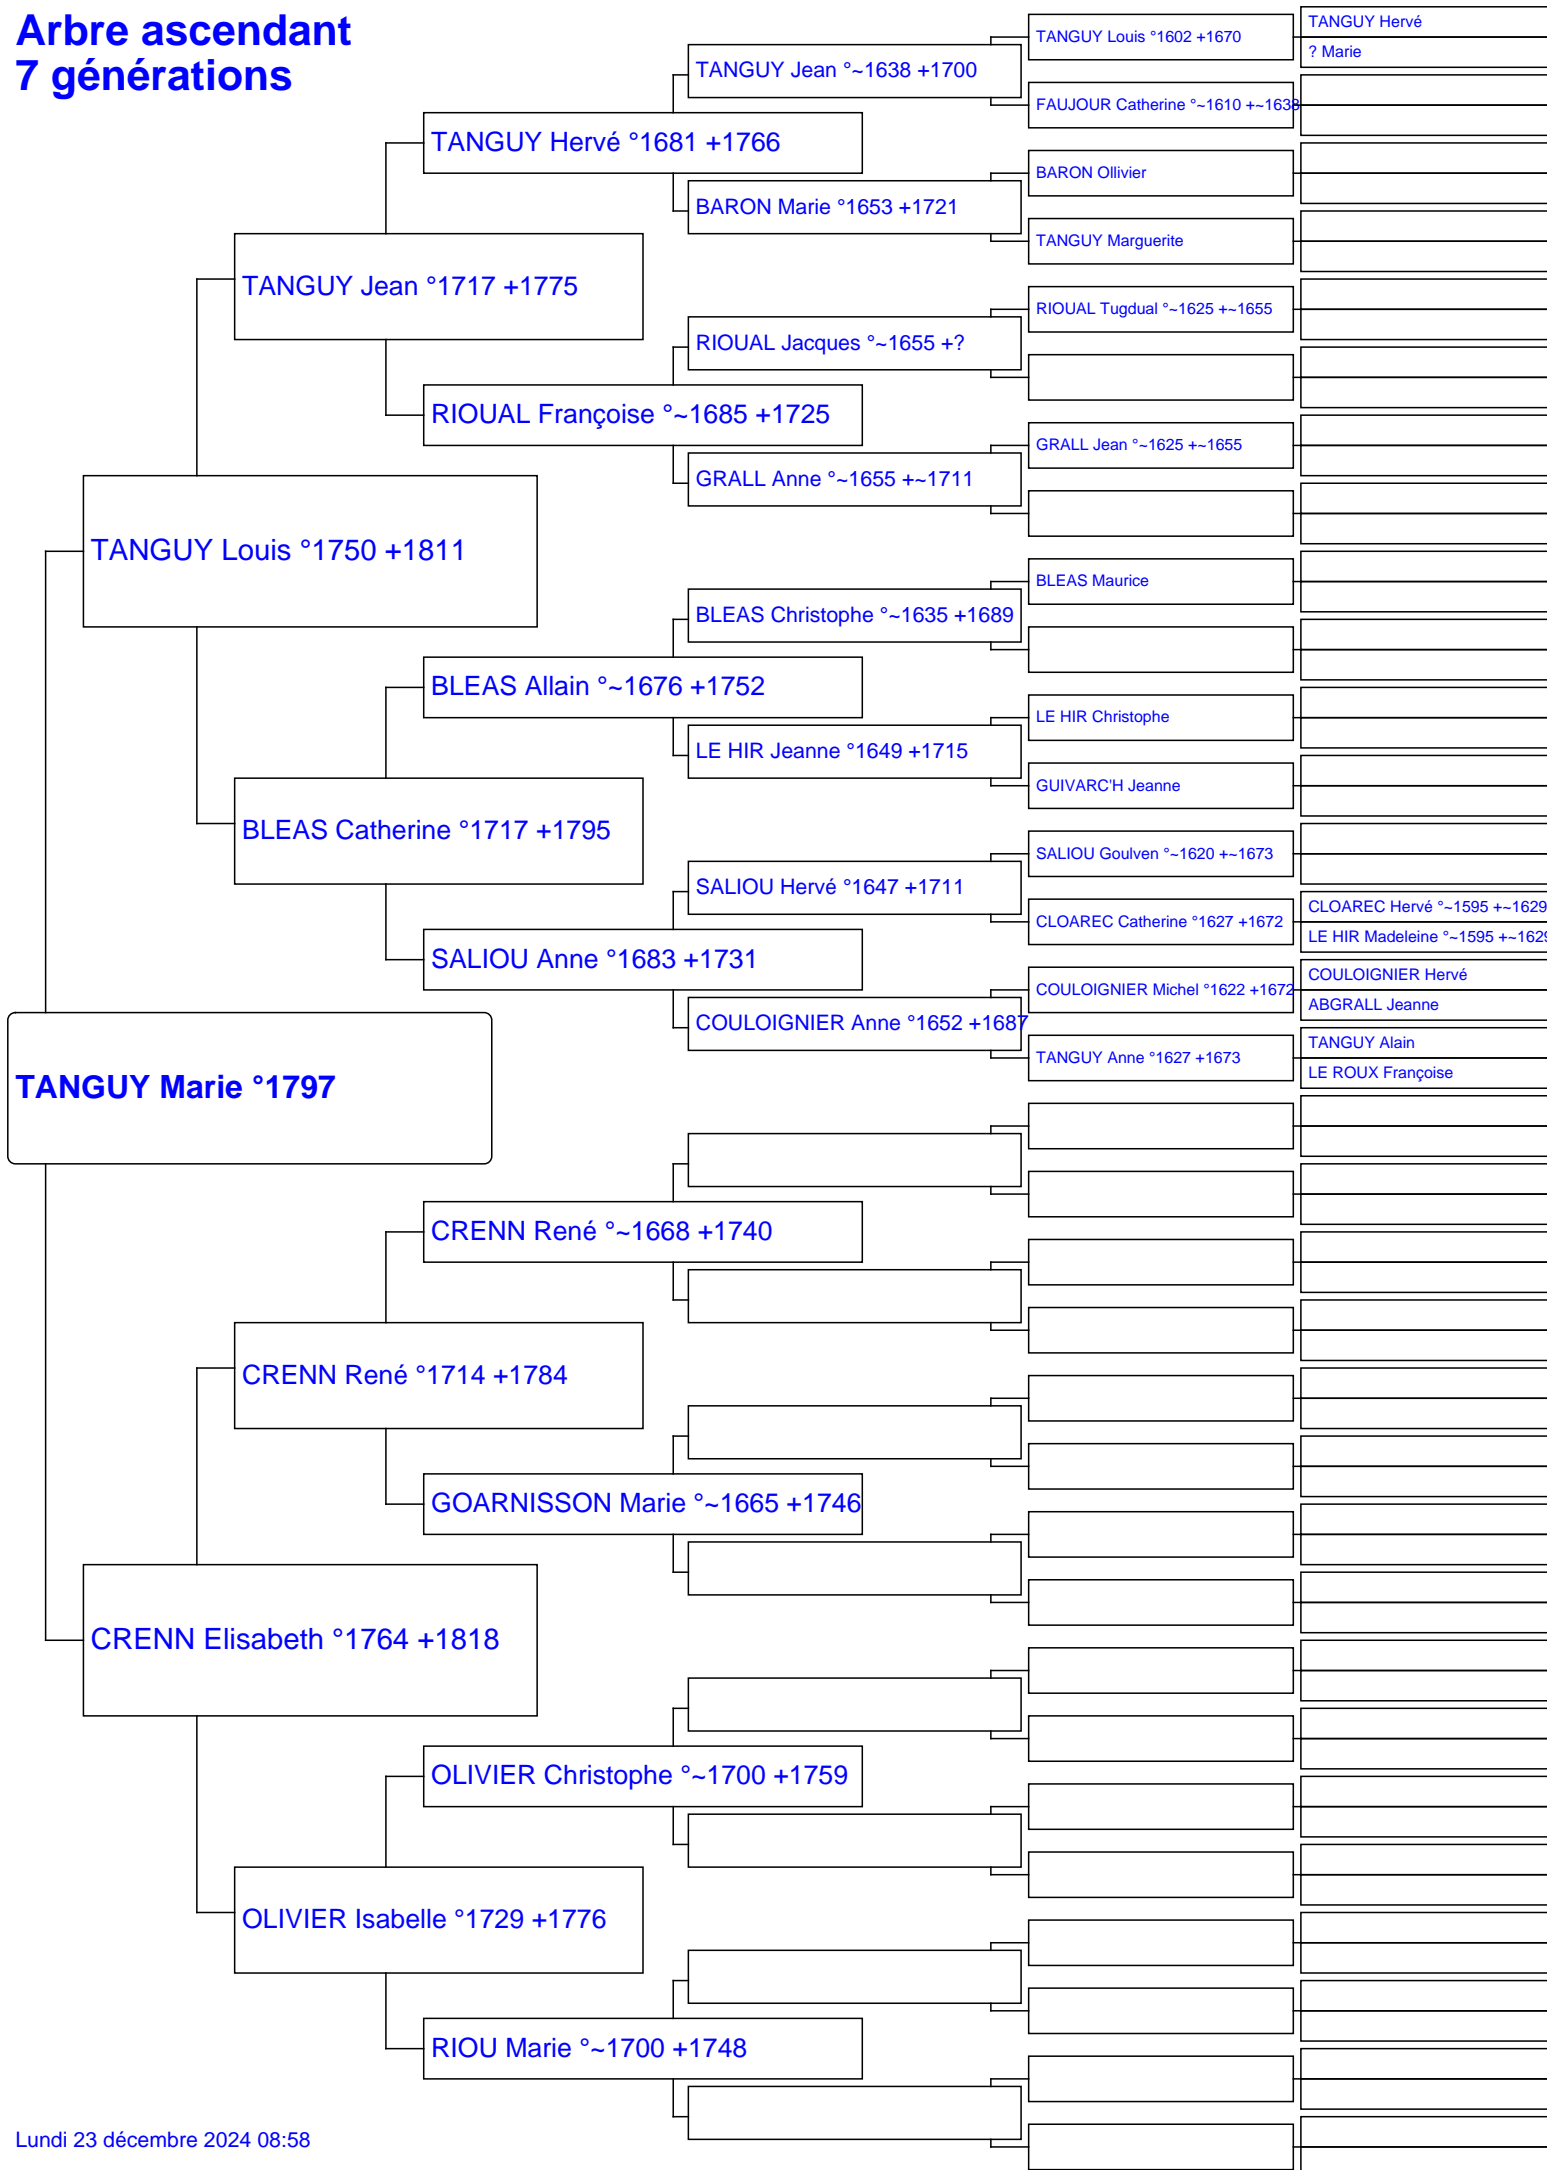 Arbre ascendant
7 générations
TANGUY Marie °1797
TANGUY Louis °1750 +1811
CRENN Elisabeth °1764 +1818
TANGUY Jean °1717 +1775
BLEAS Catherine °1717 +1795
CRENN René °1714 +1784
OLIVIER Isabelle °1729 +1776
TANGUY Hervé °1681 +1766
RIOUAL Françoise °~1685 +1725
BLEAS Allain °~1676 +1752
SALIOU Anne °1683 +1731
CRENN René °~1668 +1740
GOARNISSON Marie °~1665 +1746
OLIVIER Christophe °~1700 +1759
RIOU Marie °~1700 +1748
TANGUY Jean °~1638 +1700
BARON Marie °1653 +1721
RIOUAL Jacques °~1655 +?
GRALL Anne °~1655 +~1711
BLEAS Christophe °~1635 +1689
LE HIR Jeanne °1649 +1715
SALIOU Hervé °1647 +1711
COULOIGNIER Anne °1652 +1687
TANGUY Louis °1602 +1670
FAUJOUR Catherine °~1610 +~1638
BARON Ollivier
TANGUY Marguerite
RIOUAL Tugdual °~1625 +~1655
GRALL Jean °~1625 +~1655
BLEAS Maurice
LE HIR Christophe
GUIVARC'H Jeanne
SALIOU Goulven °~1620 +~1673
CLOAREC Catherine °1627 +1672
COULOIGNIER Michel °1622 +1672
TANGUY Anne °1627 +1673
TANGUY Hervé
? Marie
CLOAREC Hervé °~1595 +~1629
LE HIR Madeleine °~1595 +~1629
COULOIGNIER Hervé
ABGRALL Jeanne
TANGUY Alain
LE ROUX Françoise
Lundi 23 décembre 2024 08:58